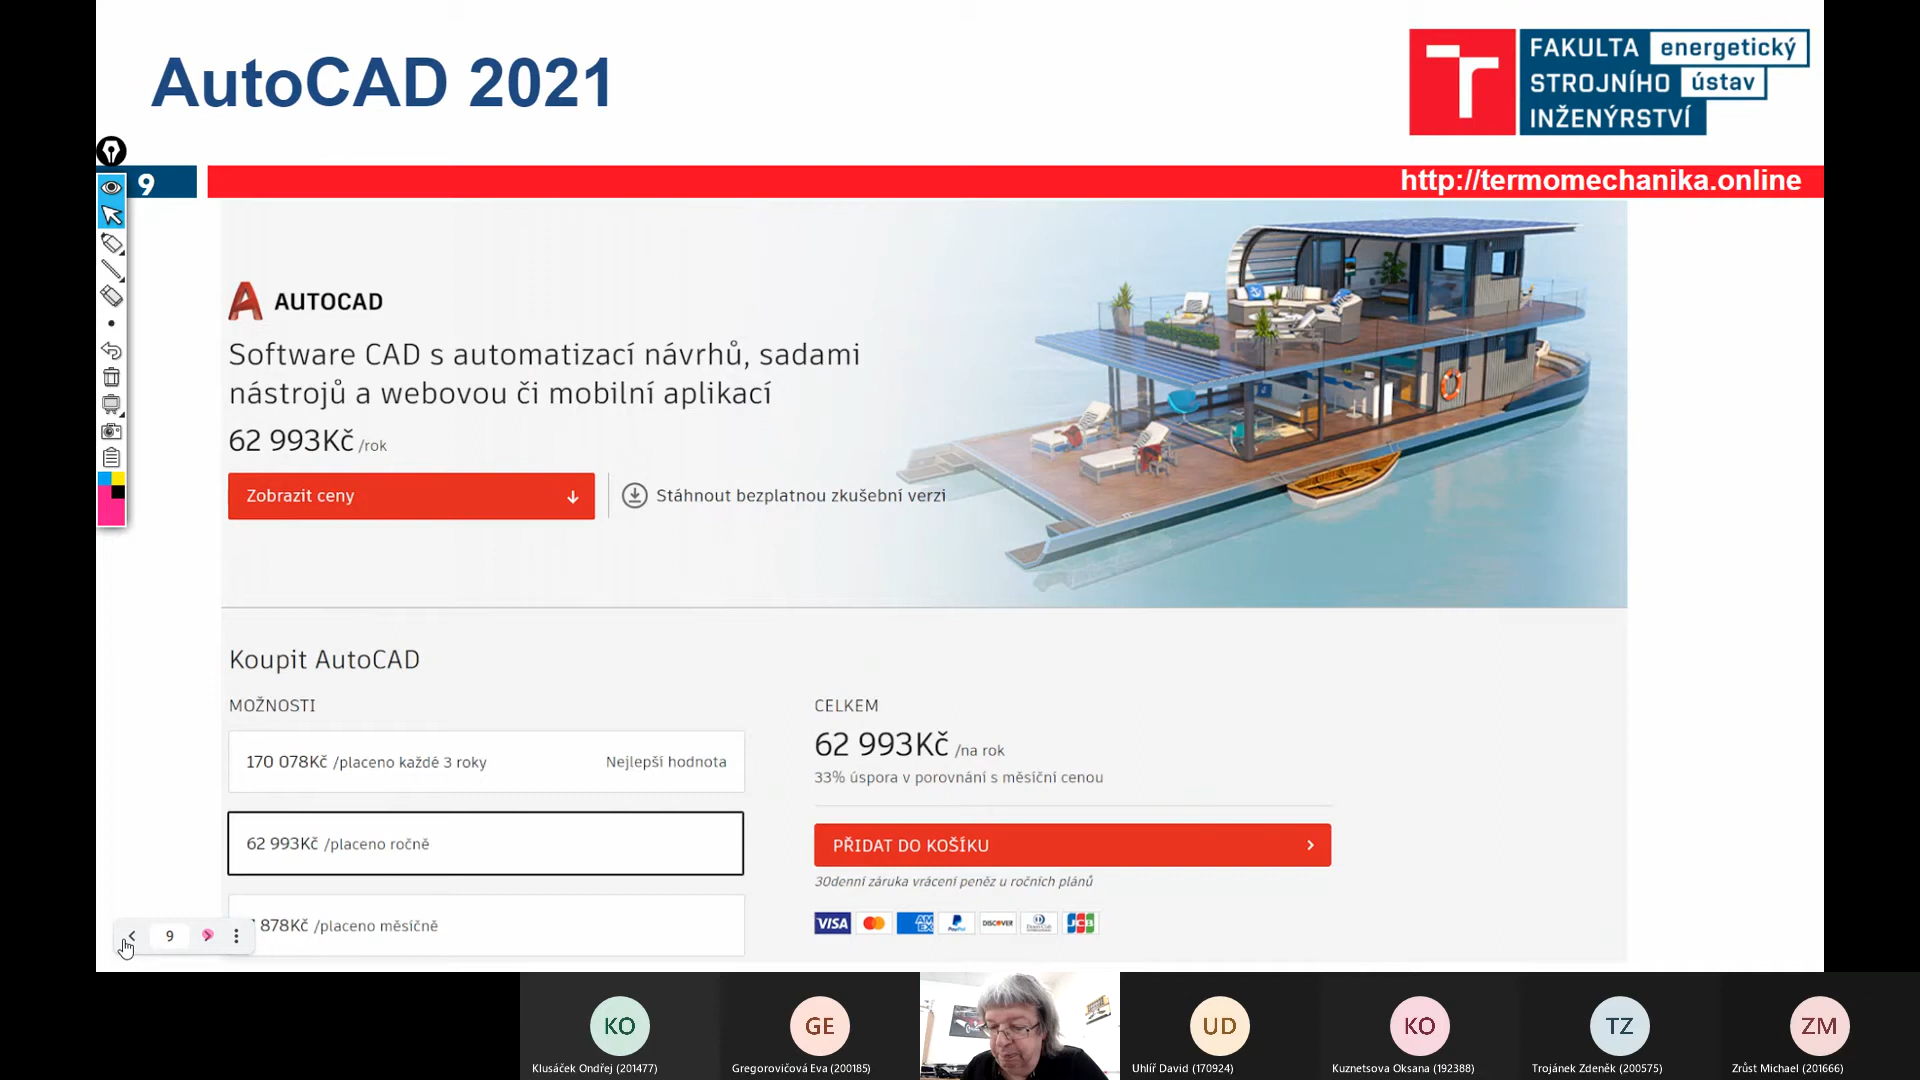 AutoCAD 2021
FAKULTA energetický
STROJNÍHO ústav
INŽENÝRSTVÍ
9
http://termomechanika.online
AUTOCAD
Software CAD s automatizací návrhů, sadami
nástrojů a webovou či mobilní aplikací
62 993Kč /rok
Zobrazit ceny
Stáhnout bezplatnou zkušební verzi
Koupit AutoCAD
MOŽNOSTI
170 078Kč /placeno každé 3 roky Nejlepší hodnota
62 993Kč /placeno ročně
878Kč /placeno měsíčně
CELKEM
62 993Kč /na rok
33% úspora v porovnání s měsíční cenou
PŘIDAT DO KOŠÍKU
30denní záruka vrácení peněz u ročních plánů
VISA AMEX PayPal DISCOVER JCB
9
KO GE UD KO TZ ZM
Klusáček Ondřej (201477) Gregorovičová Eva (200185) Uhlíř David (170924) Kuznetsova Oksana (192388) Trojánek Zdeněk (200575) Zrůst Michael (201666)